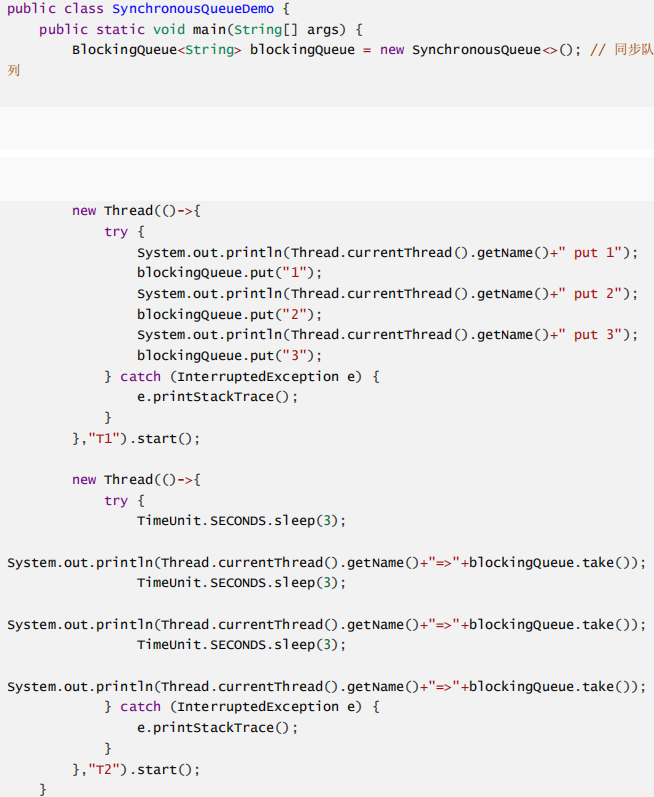 public class SynchronousQueueDemo {
    public static void main(String[] args) {
        BlockingQueue<String> blockingQueue = new SynchronousQueue<>(); // 同步队
列
        new Thread(()->{
            try {
                System.out.println(Thread.currentThread().getName()+" put 1");
                blockingQueue.put("1");
                System.out.println(Thread.currentThread().getName()+" put 2");
                blockingQueue.put("2");
                System.out.println(Thread.currentThread().getName()+" put 3");
                blockingQueue.put("3");
            } catch (InterruptedException e) {
                e.printStackTrace();
            }
        },"T1").start();
        new Thread(()->{
            try {
                TimeUnit.SECONDS.sleep(3);
System.out.println(Thread.currentThread().getName()+"=>"+blockingQueue.take());
                TimeUnit.SECONDS.sleep(3);
System.out.println(Thread.currentThread().getName()+"=>"+blockingQueue.take());
                TimeUnit.SECONDS.sleep(3);
System.out.println(Thread.currentThread().getName()+"=>"+blockingQueue.take());
            } catch (InterruptedException e) {
                e.printStackTrace();
            }
        },"T2").start();
    }